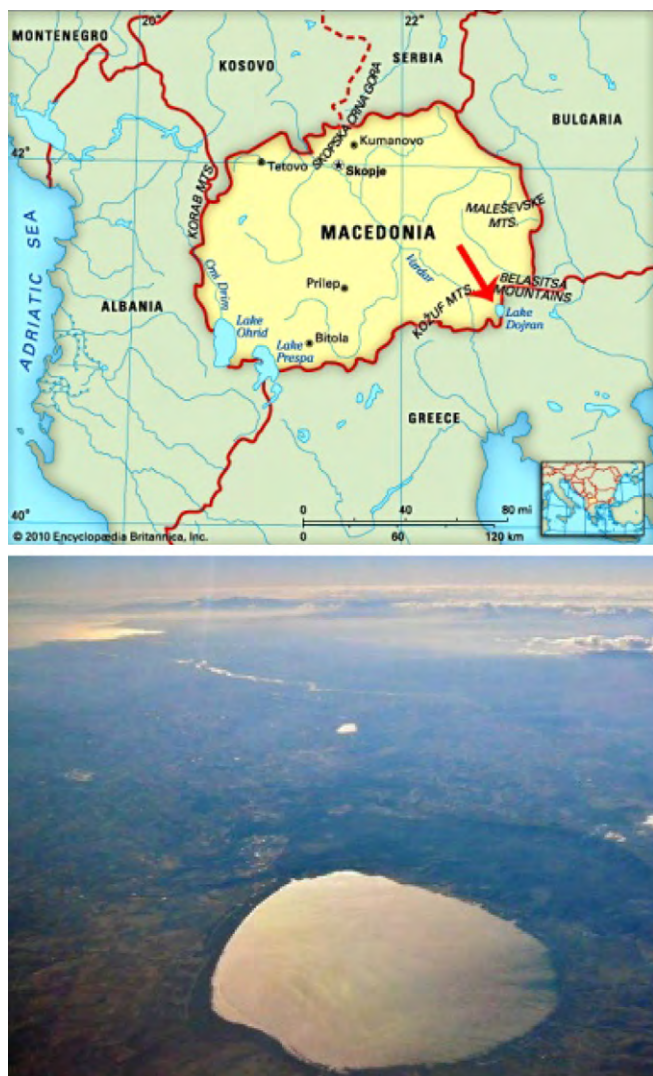 20°
22°
MONTENEGRO
KOSOVO
SERBIA
BULGARIA
SKOPSKA CRNA GORA
Kumanovo
42°
Tetovo
Skopje
KORAB MTS.
MALEŠEVSKE
MTS.
MACEDONIA
ADRIATIC SEA
ALBANIA
Crni Drim
Vardar
BELASITSA
MOUNTAINS
Prilep
KOŽUF MTS.
Lake
Dojran
Lake
Ohrid
Lake
Prespa
Bitola
GREECE
40°
0 40 80 mi
0 60 120 km
© 2010 Encyclopædia Britannica, Inc.